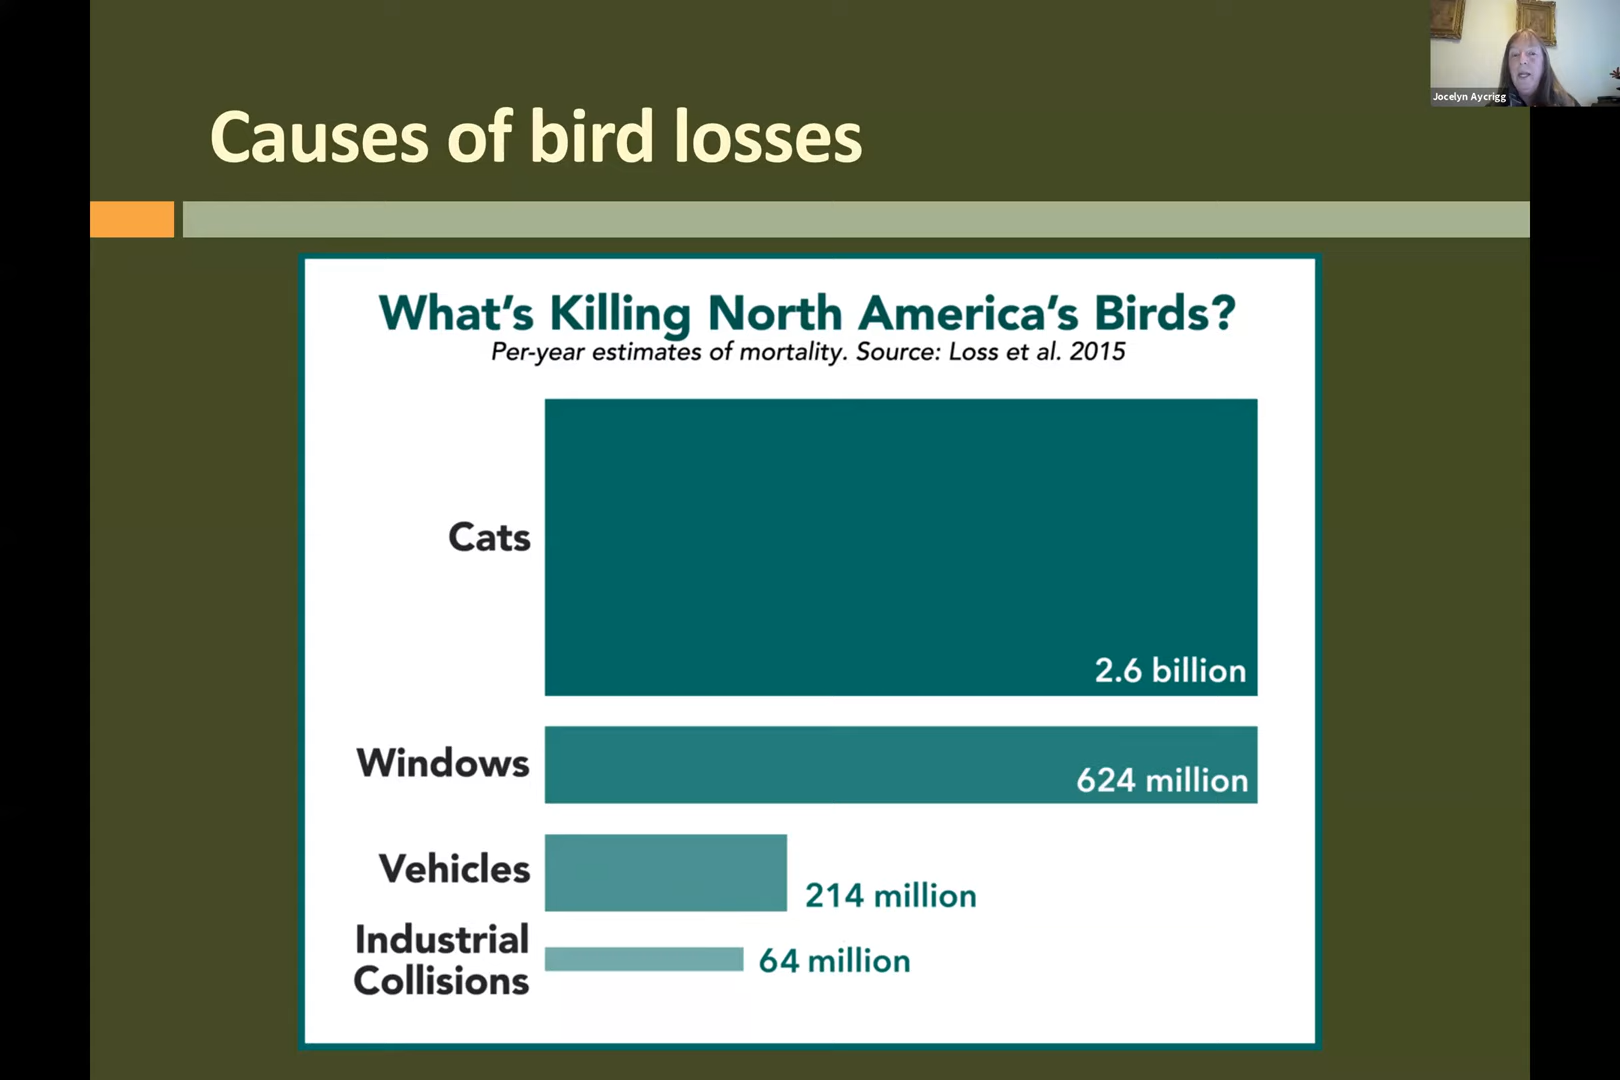 Jocelyn Aycrigg
Causes of bird losses
What's Killing North America's Birds?
Per-year estimates of mortality. Source: Loss et al. 2015
Cats
2.6 billion
Windows
624 million
Vehicles
214 million
Industrial
Collisions
64 million